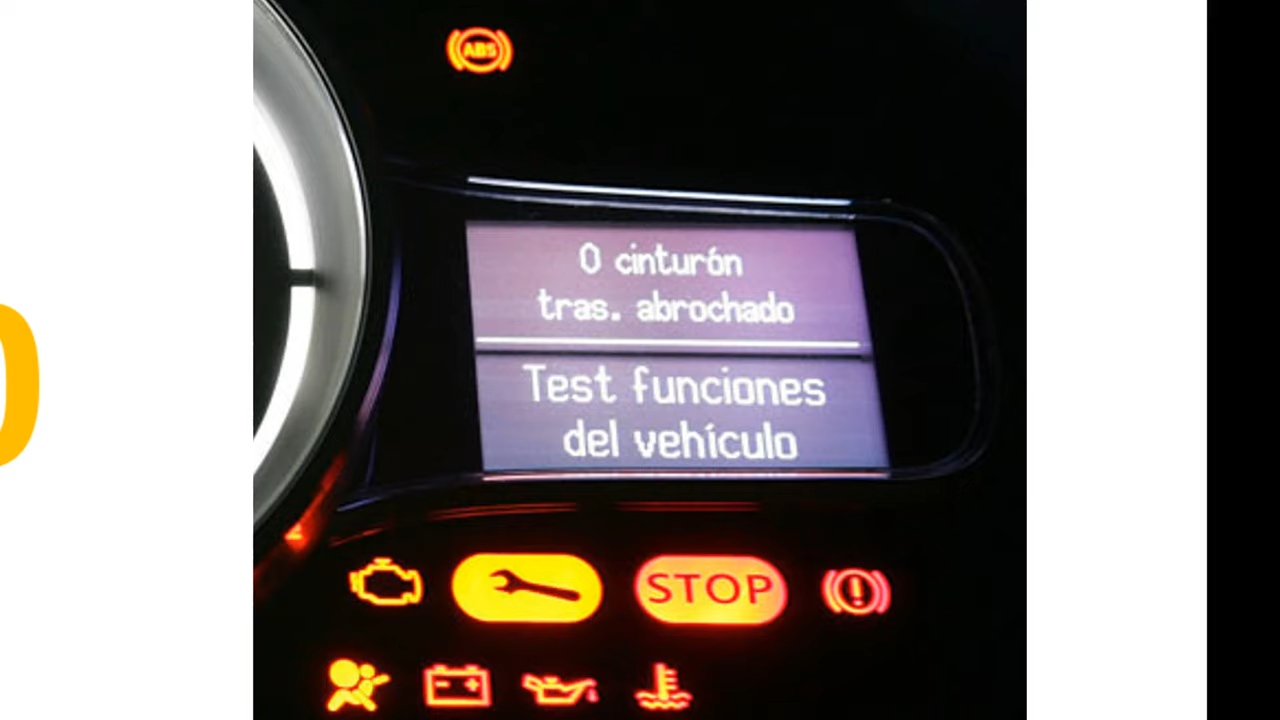 ABS
0 cinturón
tras. abrochado
Test funciones
del vehículo
STOP